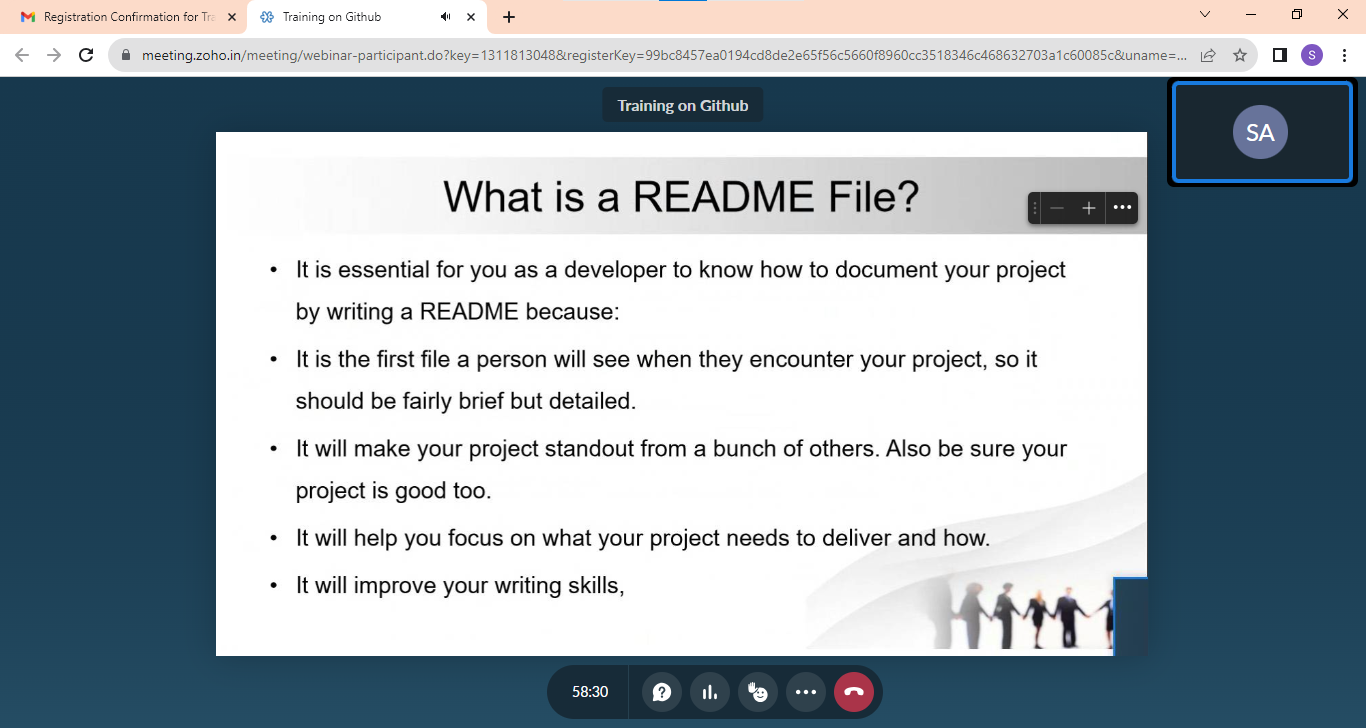 Registration Confirmation for Tra
Training on Github
meeting.zoho.in/meeting/webinar-participant.do?key=1311813048&registerKey=99bc8457ea0194cd8de2e65f56c5660f8960cc3518346c468632703a1c60085c&uname=...
S
Training on Github
SA
What is a README File?
• It is essential for you as a developer to know how to document your project
by writing a README because:
• It is the first file a person will see when they encounter your project, so it
should be fairly brief but detailed.
• It will make your project standout from a bunch of others. Also be sure your
project is good too.
• It will help you focus on what your project needs to deliver and how.
• It will improve your writing skills,
58:30